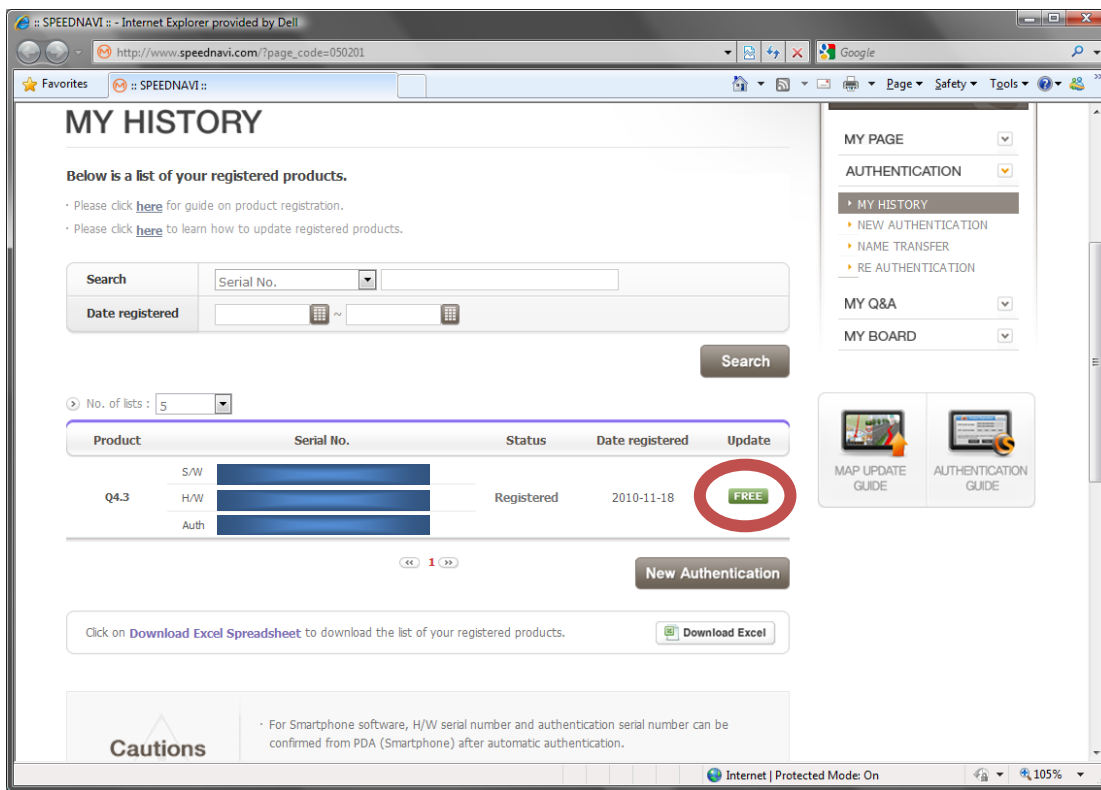 :: SPEEDNAVI :: - Internet Explorer provided by Dell
http://www.speednavi.com/?page_code=050201
Google
Favorites
:: SPEEDNAVI ::
Page
Safety
Tools
MY HISTORY
Below is a list of your registered products.
· Please click here for guide on product registration.
· Please click here to learn how to update registered products.
Search
Serial No.
Date registered
~
Search
No. of lists :
5
Product
Serial No.
Status
Date registered
Update
S/W
Q4.3
H/W
Registered
2010-11-18
FREE
Auth
1
New Authentication
Click on Download Excel Spreadsheet to download the list of your registered products.
Download Excel
Cautions
· For Smartphone software, H/W serial number and authentication serial number can be
confirmed from PDA (Smartphone) after automatic authentication.
MY PAGE
AUTHENTICATION
MY HISTORY
NEW AUTHENTICATION
NAME TRANSFER
RE AUTHENTICATION
MY Q&A
MY BOARD
MAP UPDATE
GUIDE
AUTHENTICATION
GUIDE
Internet | Protected Mode: On
105%